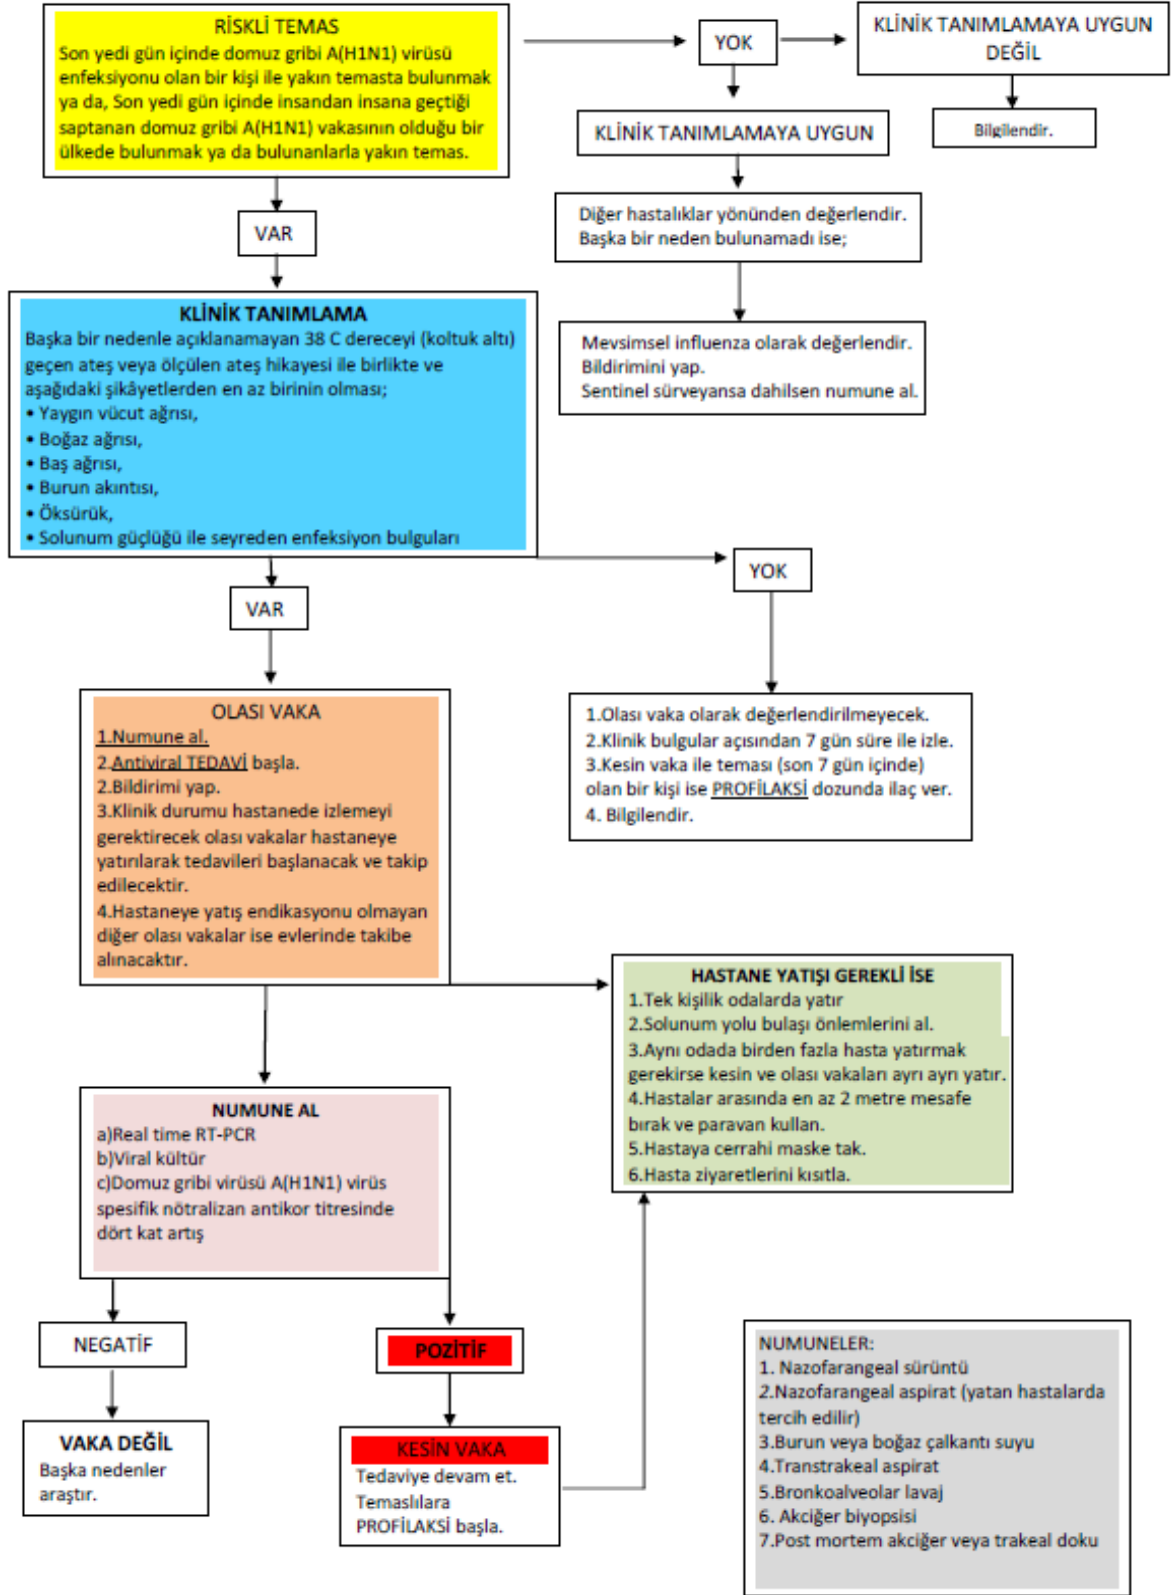 RİSKLİ TEMAS
Son yedi gün içinde domuz gribi A(H1N1) virüsü
enfeksiyonu olan bir kişi ile yakın temasta bulunmak
ya da, Son yedi gün içinde insandan insana geçtiği
saptanan domuz gribi A(H1N1) vakasının olduğu bir
ülkede bulunmak ya da bulunanlarla yakın temas.
YOK
KLİNİK TANIMLAMAYA UYGUN
DEĞİL
Bilgilendir.
KLİNİK TANIMLAMAYA UYGUN
Diğer hastalıklar yönünden değerlendir.
Başka bir neden bulunamadı ise;
Mevsimsel influenza olarak değerlendir.
Bildirimini yap.
Sentinel sürveyansa dahilsen numune al.
VAR
KLİNİK TANIMLAMA
Başka bir nedenle açıklanamayan 38 C dereceyi (koltuk altı)
geçen ateş veya ölçülen ateş hikayesi ile birlikte ve
aşağıdaki şikâyetlerden en az birinin olması;
• Yaygın vücut ağrısı,
• Boğaz ağrısı,
• Baş ağrısı,
• Burun akıntısı,
• Öksürük,
• Solunum güçlüğü ile seyreden enfeksiyon bulguları
YOK
VAR
1.Olası vaka olarak değerlendirilmeyecek.
2.Klinik bulgular açısından 7 gün süre ile izle.
3.Kesin vaka ile teması (son 7 gün içinde)
olan bir kişi ise PROFİLAKSİ dozunda ilaç ver.
4. Bilgilendir.
OLASI VAKA
1.Numune al.
2.Antiviral TEDAVİ başla.
2.Bildirimi yap.
3.Klinik durumu hastanede izlemeyi
gerektirecek olası vakalar hastaneye
yatırılarak tedavileri başlanacak ve takip
edilecektir.
4.Hastaneye yatış endikasyonu olmayan
diğer olası vakalar ise evlerinde takibe
alınacaktır.
HASTANE YATIŞI GEREKLİ İSE
1.Tek kişilik odalarda yatır
2.Solunum yolu bulaşı önlemlerini al.
3.Aynı odada birden fazla hasta yatırmak
gerekirse kesin ve olası vakaları ayrı ayrı yatır.
4.Hastalar arasında en az 2 metre mesafe
bırak ve paravan kullan.
5.Hastaya cerrahi maske tak.
6.Hasta ziyaretlerini kısıtla.
NUMUNE AL
a)Real time RT-PCR
b)Viral kültür
c)Domuz gribi virüsü A(H1N1) virüs
spesifik nötralizan antikor titresinde
dört kat artış
NEGATİF
POZİTİF
VAKA DEĞİL
Başka nedenler
araştır.
KESİN VAKA
Tedaviye devam et.
Temaslılara
PROFİLAKSİ başla.
NUMUNELER:
1. Nazofarangeal sürüntü
2.Nazofarangeal aspirat (yatan hastalarda
tercih edilir)
3.Burun veya boğaz çalkantı suyu
4.Transtrakeal aspirat
5.Bronkoalveolar lavaj
6. Akciğer biyopsisi
7.Post mortem akciğer veya trakeal doku